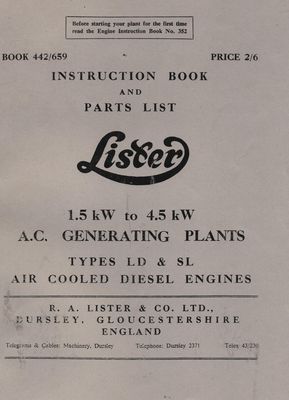 Before starting your plant for the first time
read the Engine Instruction Book No. 352
BOOK 442/659 PRICE 2/6
INSTRUCTION BOOK
AND
PARTS LIST
Lister
1.5 kW to 4.5 kW
A.C. GENERATING PLANTS
TYPES LD & SL
AIR COOLED DIESEL ENGINES
R. A. LISTER & CO. LTD.,
DURSLEY, GLOUCESTERSHIRE
ENGLAND
Telegrams & Cables: Machinery, Dursley Telephone: Dursley 2371 Telex